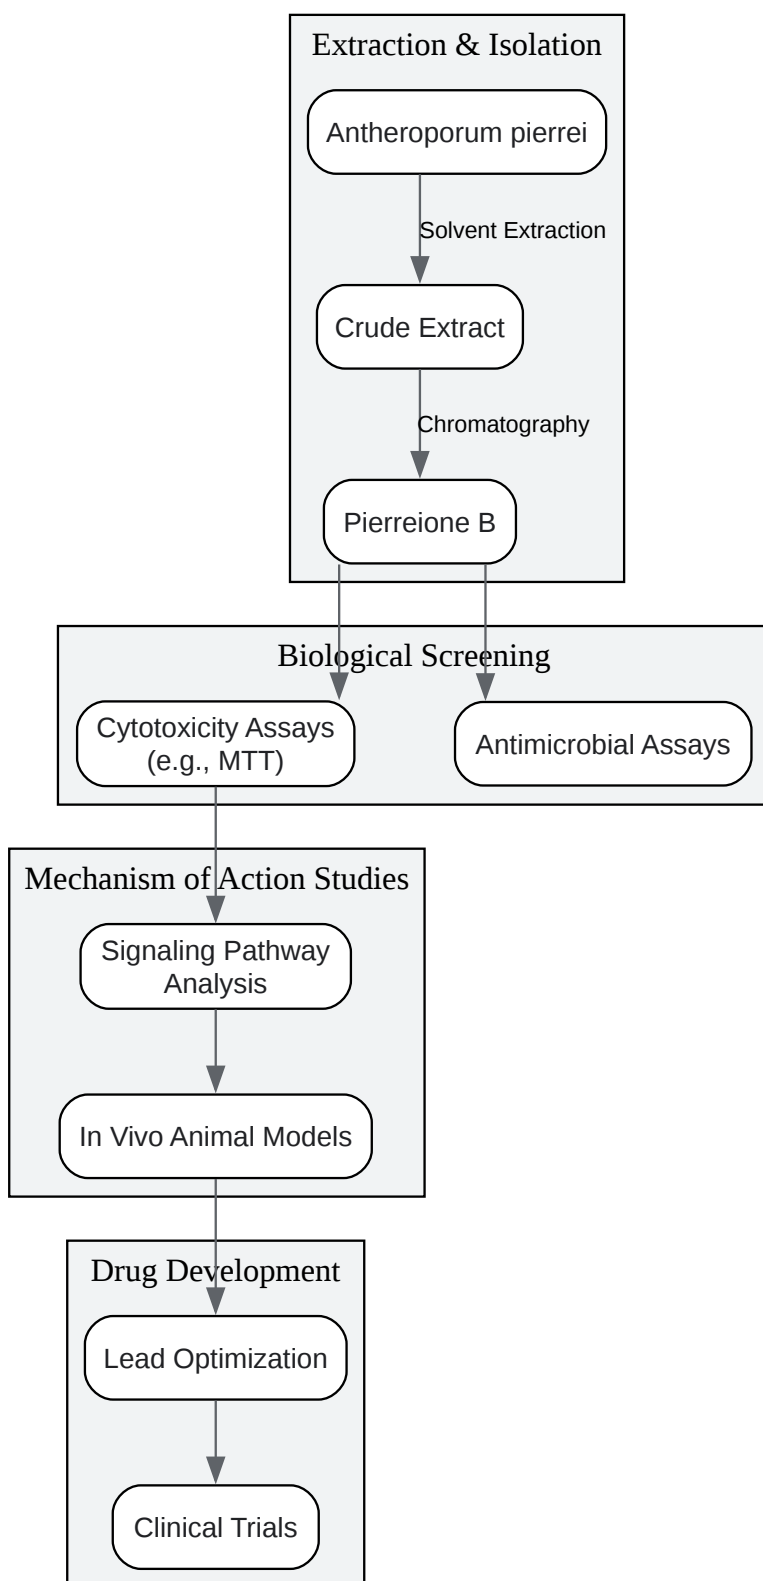 Extraction & Isolation
Antheroporum pierrei
Solvent Extraction
Crude Extract
Chromatography
Pierreione B
Biological Screening
Cytotoxicity Assays
(e.g., MTT)
Antimicrobial Assays
Mechanism of Action Studies
Signaling Pathway
Analysis
In Vivo Animal Models
Drug Development
Lead Optimization
Clinical Trials